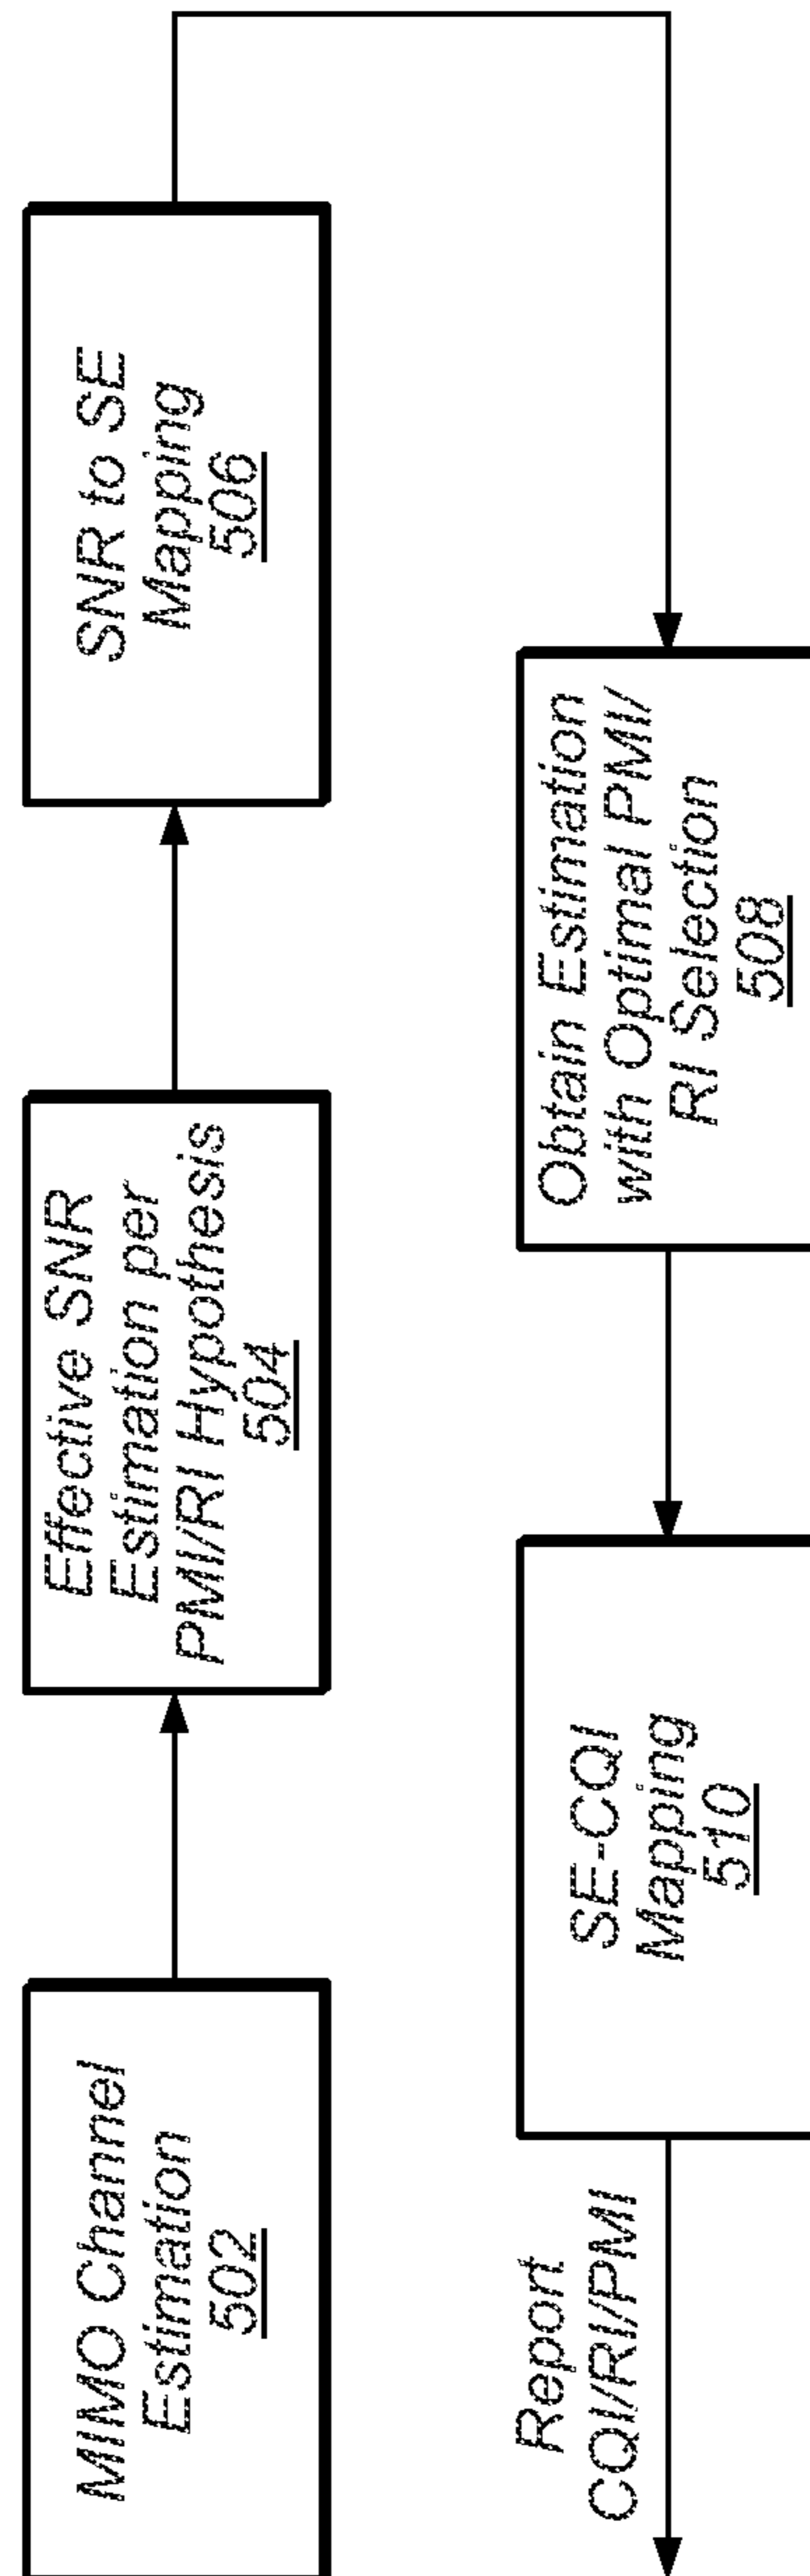 MIMO Channel
Estimation
502
Effective SNR
Estimation per
PMI/RI Hypothesis
504
SNR to SE
Mapping
506
Obtain Estimation
with Optimal PMI/
RI Selection
508
SE-CQI
Mapping
510
Report
CQI/RI/PMI